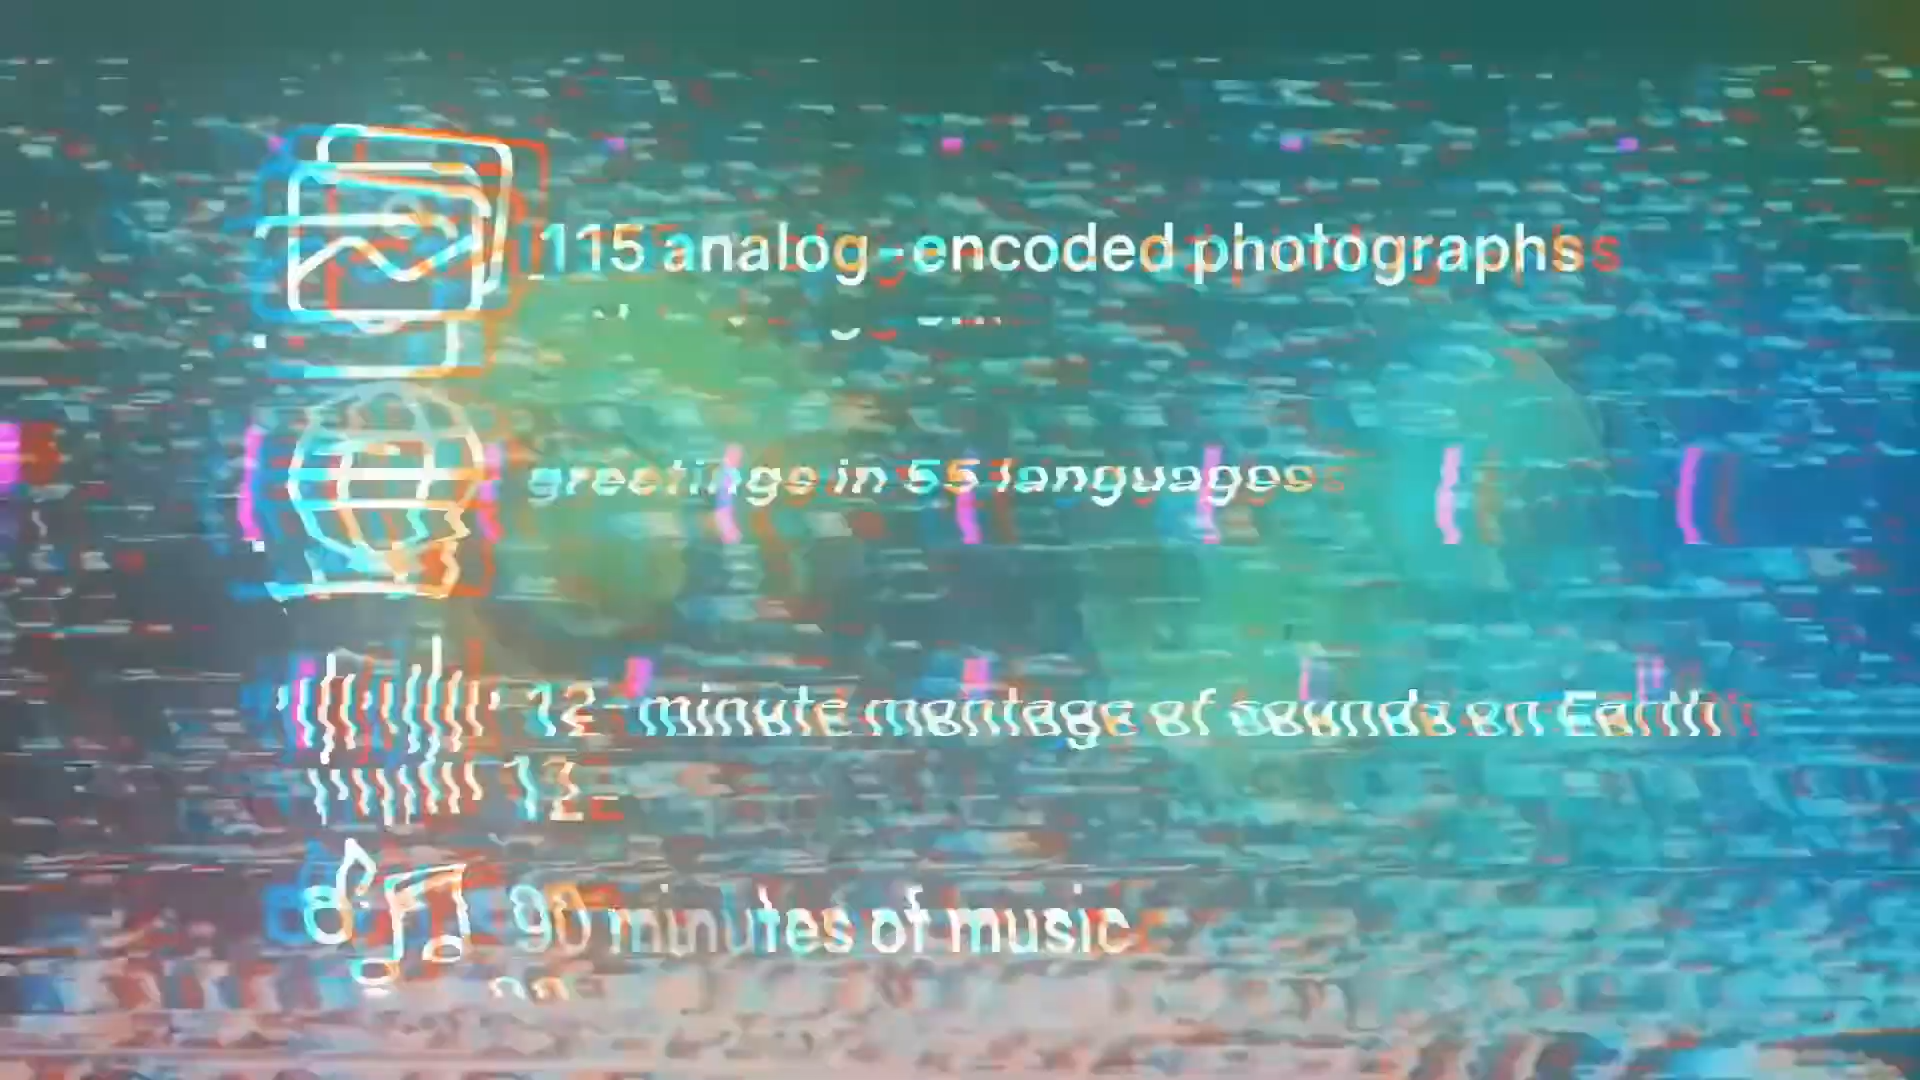 115 analog-encoded photographs
greetings in 55 languages
12-minute montage of sounds on Earth
12
90 minutes of music